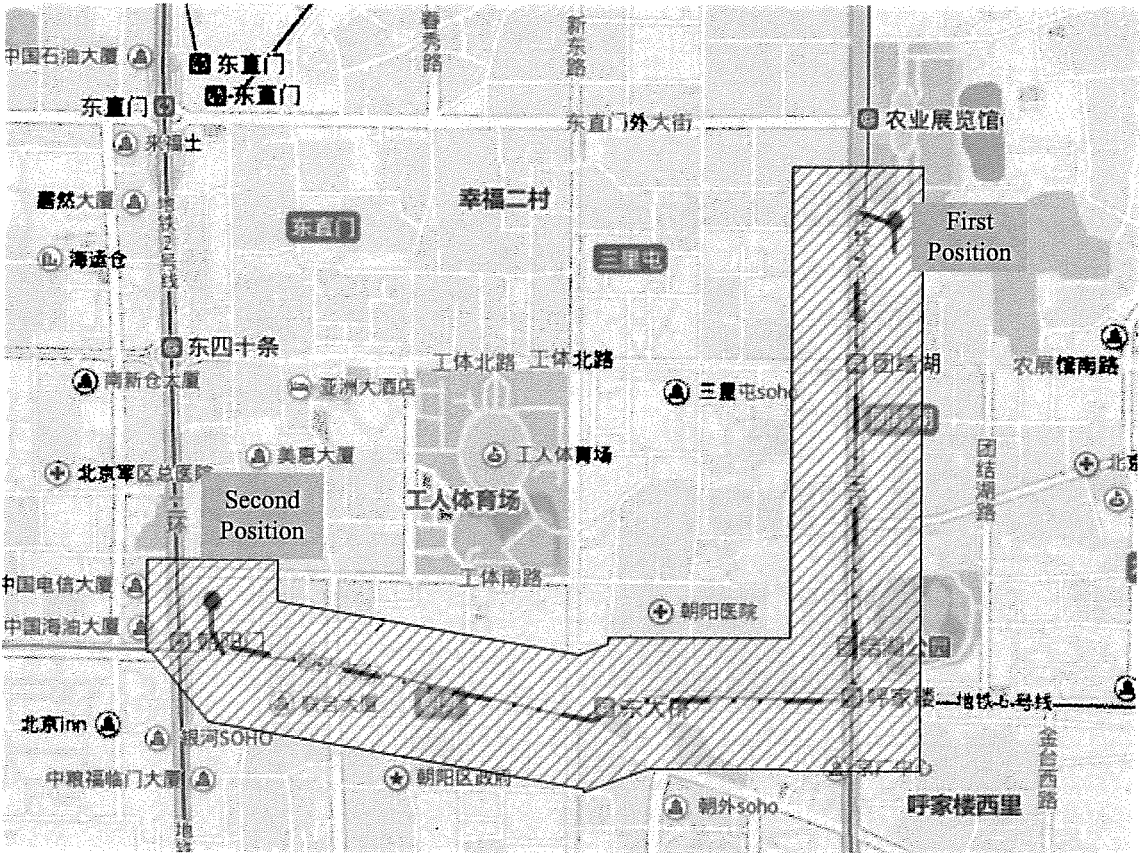 中国石油大厦
东直门
东直门
春秀路
新东路
东直门
来福士
东直门外大街
农业展览馆
居然大厦
地铁2号线
幸福二村
东直门
First
Position
海运仓
三里屯
东四十条
工体北路
工体北路
团结湖
农展馆南路
南新仓大厦
亚洲大酒店
三里屯soho
美惠大厦
工人体育场
团结湖路
北京军区总医院
Second
Position
工人体育场
二环
工体南路
中国电信大厦
朝阳医院
中国海油大厦
朝阳门
呼家楼
地铁6号线
北京inn
银河SOHO
金台西路
中粮福临门大厦
朝阳区政府
朝外soho
呼家楼西里